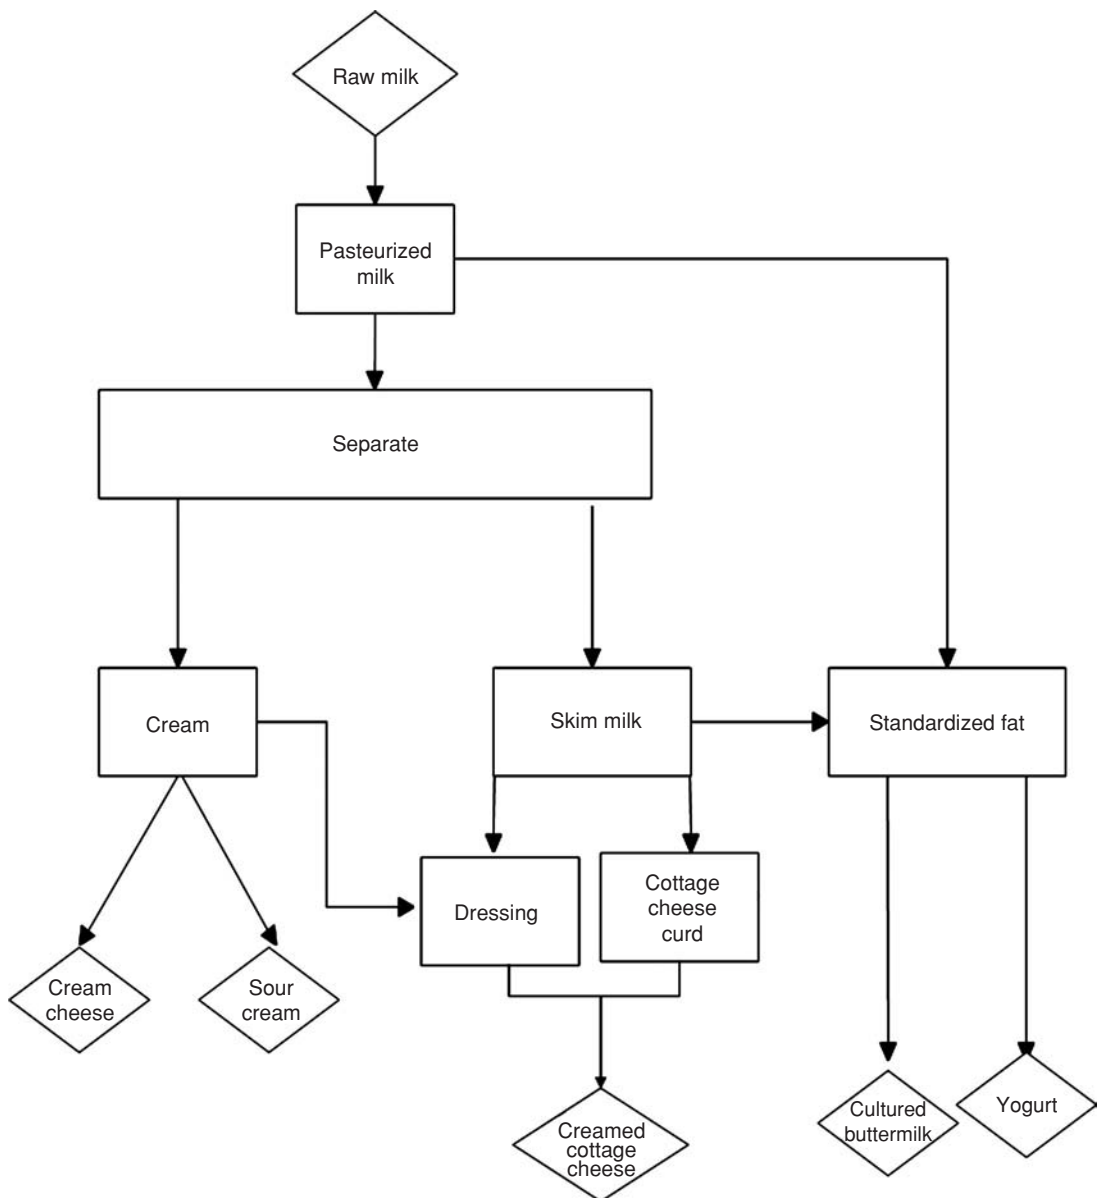 Raw milk
Pasteurized
milk
Separate
Cream
Skim milk
Standardized fat
Dressing
Cottage
cheese
curd
Cream
cheese
Sour
cream
Creamed
cottage
cheese
Cultured
buttermilk
Yogurt